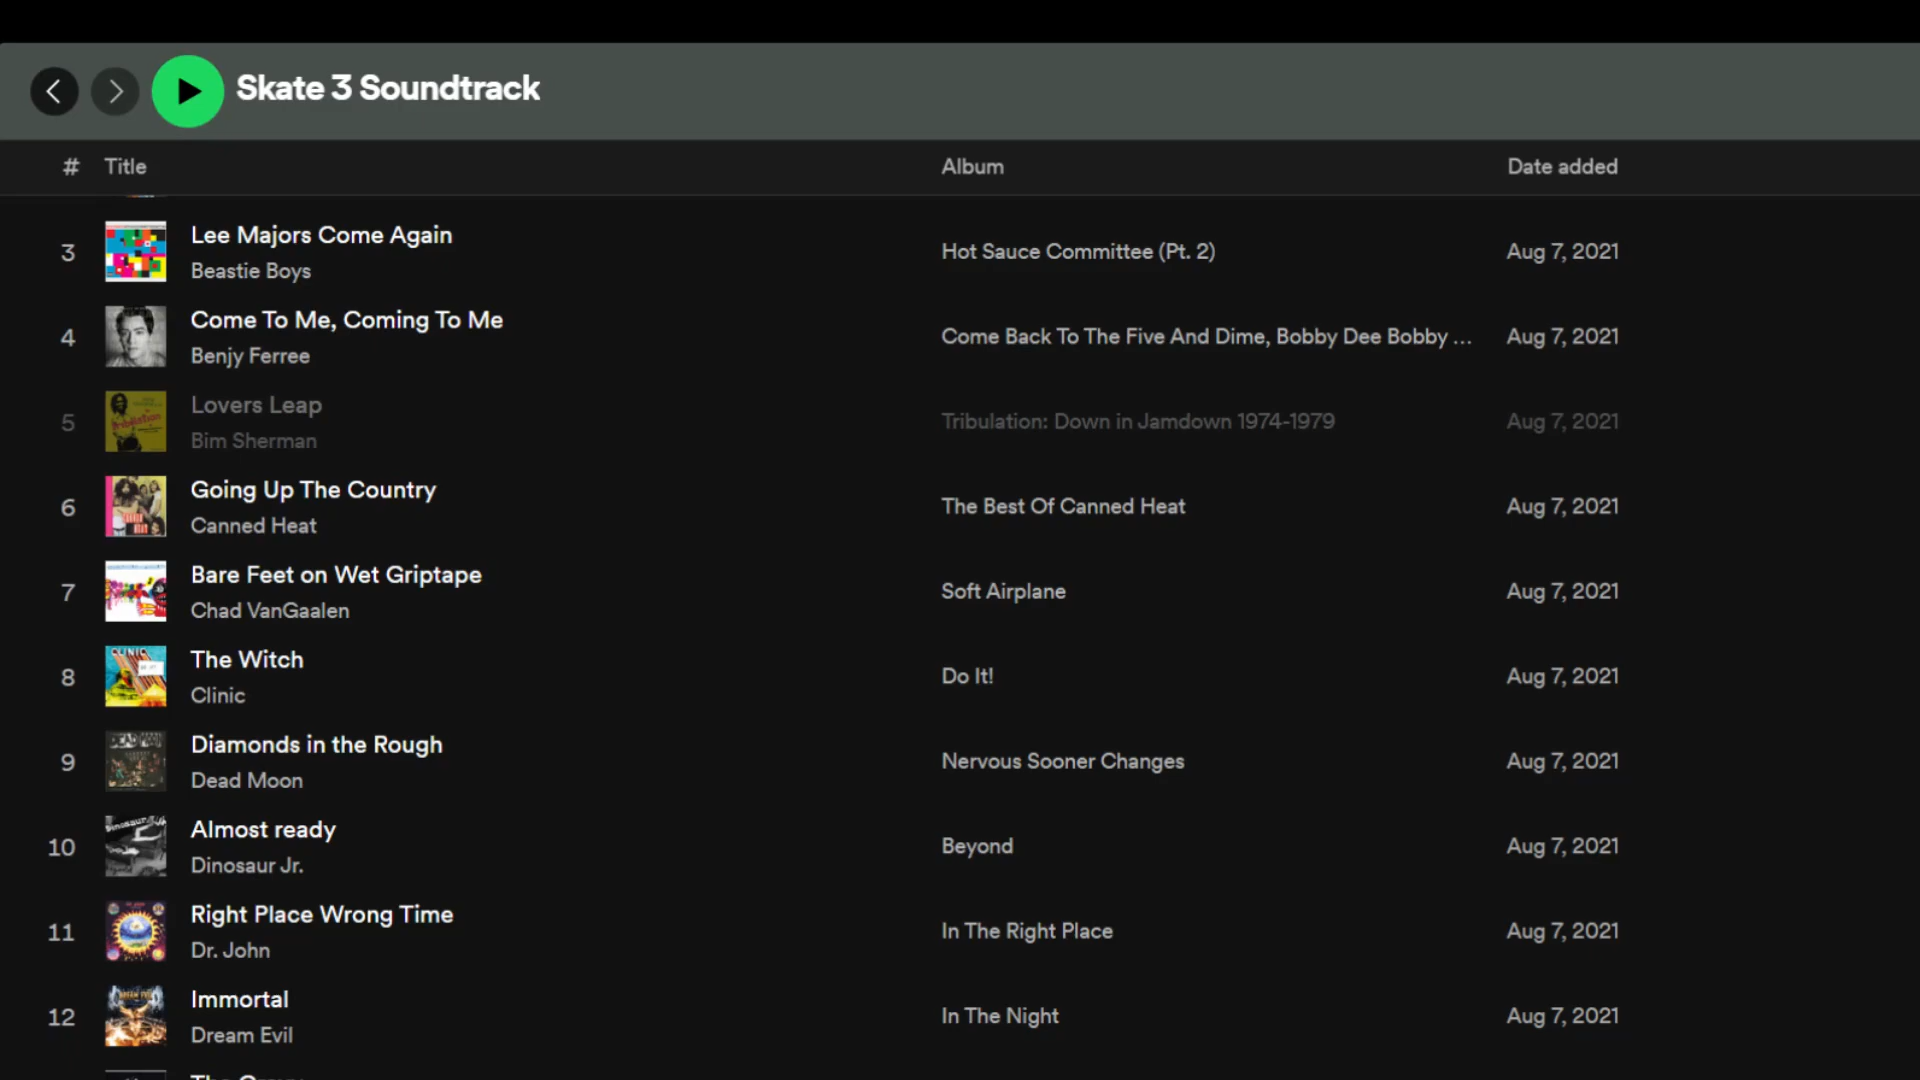 Skate 3 Soundtrack
# Title Album Date added
3 Lee Majors Come Again
Beastie Boys
Hot Sauce Committee (Pt. 2) Aug 7, 2021
4 Come To Me, Coming To Me
Benjy Ferree
Come Back To The Five And Dime, Bobby Dee Bobby ... Aug 7, 2021
5 Lovers Leap
Bim Sherman
Tribulation: Down in Jamdown 1974-1979 Aug 7, 2021
6 Going Up The Country
Canned Heat
The Best Of Canned Heat Aug 7, 2021
7 Bare Feet on Wet Griptape
Chad VanGaalen
Soft Airplane Aug 7, 2021
8 The Witch
Clinic
Do It! Aug 7, 2021
9 Diamonds in the Rough
Dead Moon
Nervous Sooner Changes Aug 7, 2021
10 Almost ready
Dinosaur Jr.
Beyond Aug 7, 2021
11 Right Place Wrong Time
Dr. John
In The Right Place Aug 7, 2021
12 Immortal
Dream Evil
In The Night Aug 7, 2021